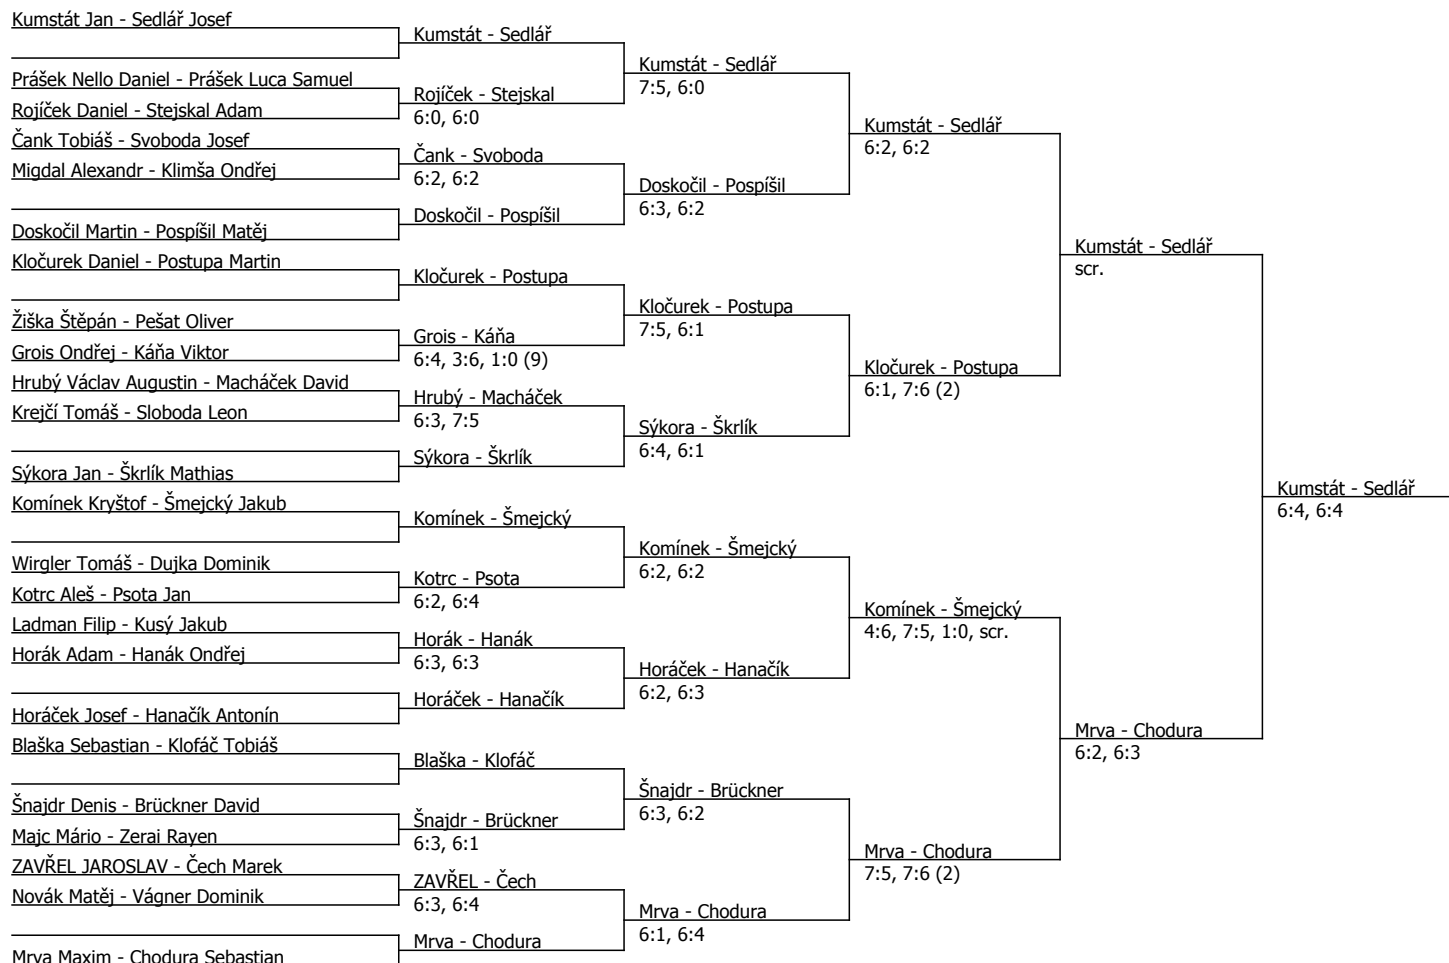 Kumstát Jan - Sedlář Josef
Prášek Nello Daniel - Prášek Luca Samuel
Rojíček Daniel - Stejskal Adam
Čank Tobiáš - Svoboda Josef
Migdal Alexandr - Klimša Ondřej
Doskočil Martin - Pospíšil Matěj
Kločurek Daniel - Postupa Martin
Žiška Štěpán - Pešat Oliver
Grois Ondřej - Káňa Viktor
Hrubý Václav Augustin - Macháček David
Krejčí Tomáš - Sloboda Leon
Sýkora Jan - Škrlík Mathias
Komínek Kryštof - Šmejcký Jakub
Wirgler Tomáš - Dujka Dominik
Kotrc Aleš - Psota Jan
Ladman Filip - Kusý Jakub
Horák Adam - Hanák Ondřej
Horáček Josef - Hanačík Antonín
Blaška Sebastian - Klofáč Tobiáš
Šnajdr Denis - Brückner David
Majc Mário - Zerai Rayen
ZAVŘEL JAROSLAV - Čech Marek
Novák Matěj - Vágner Dominik
Mrva Maxim - Chodura Sebastian
Kumstát - Sedlář
Rojíček - Stejskal
6:0, 6:0
Čank - Svoboda
6:2, 6:2
Doskočil - Pospíšil
Kločurek - Postupa
Grois - Káňa
6:4, 3:6, 1:0 (9)
Hrubý - Macháček
6:3, 7:5
Sýkora - Škrlík
Komínek - Šmejcký
Kotrc - Psota
6:2, 6:4
Horák - Hanák
6:3, 6:3
Horáček - Hanačík
Blaška - Klofáč
Šnajdr - Brückner
6:3, 6:1
ZAVŘEL - Čech
6:3, 6:4
Mrva - Chodura
Kumstát - Sedlář
7:5, 6:0
Doskočil - Pospíšil
6:3, 6:2
Kločurek - Postupa
7:5, 6:1
Sýkora - Škrlík
6:4, 6:1
Komínek - Šmejcký
6:2, 6:2
Horáček - Hanačík
6:2, 6:3
Šnajdr - Brückner
6:3, 6:2
Mrva - Chodura
6:1, 6:4
Kumstát - Sedlář
6:2, 6:2
Kločurek - Postupa
6:1, 7:6 (2)
Komínek - Šmejcký
4:6, 7:5, 1:0, scr.
Mrva - Chodura
7:5, 7:6 (2)
Kumstát - Sedlář
scr.
Mrva - Chodura
6:2, 6:3
Kumstát - Sedlář
6:4, 6:4